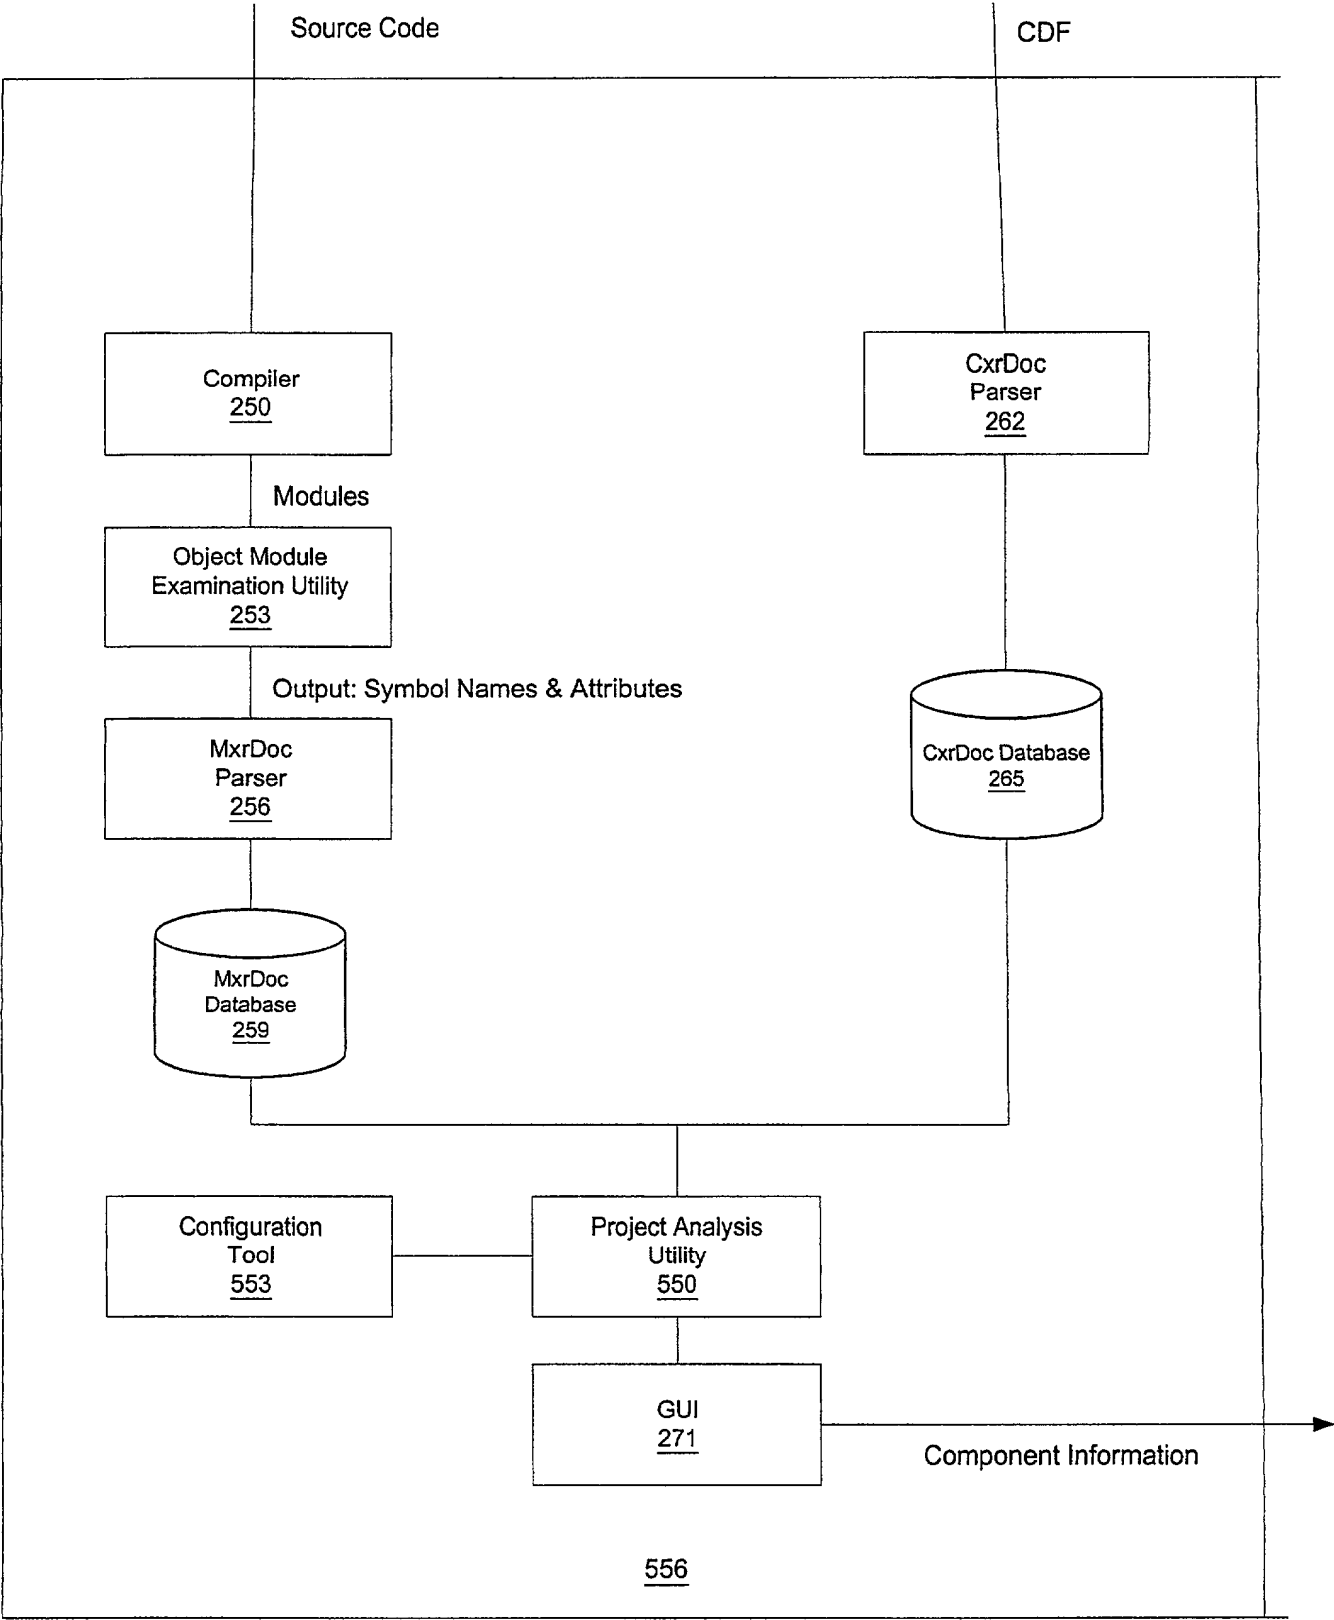 Source Code
CDF
Compiler
250
CxrDoc
Parser
262
Modules
Object Module
Examination Utility
253
Output: Symbol Names & Attributes
MxrDoc
Parser
256
CxrDoc Database
265
MxrDoc
Database
259
Configuration
Tool
553
Project Analysis
Utility
550
GUI
271
Component Information
556